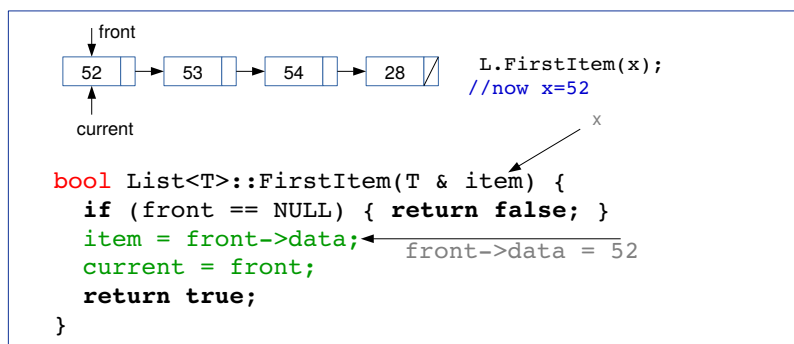 front
52 53 54 28
current
L.FirstItem(x);
//now x=52
x
bool List<T>::FirstItem(T & item) {
if (front == NULL) { return false; }
item = front->data;
front->data = 52
current = front;
return true;
}